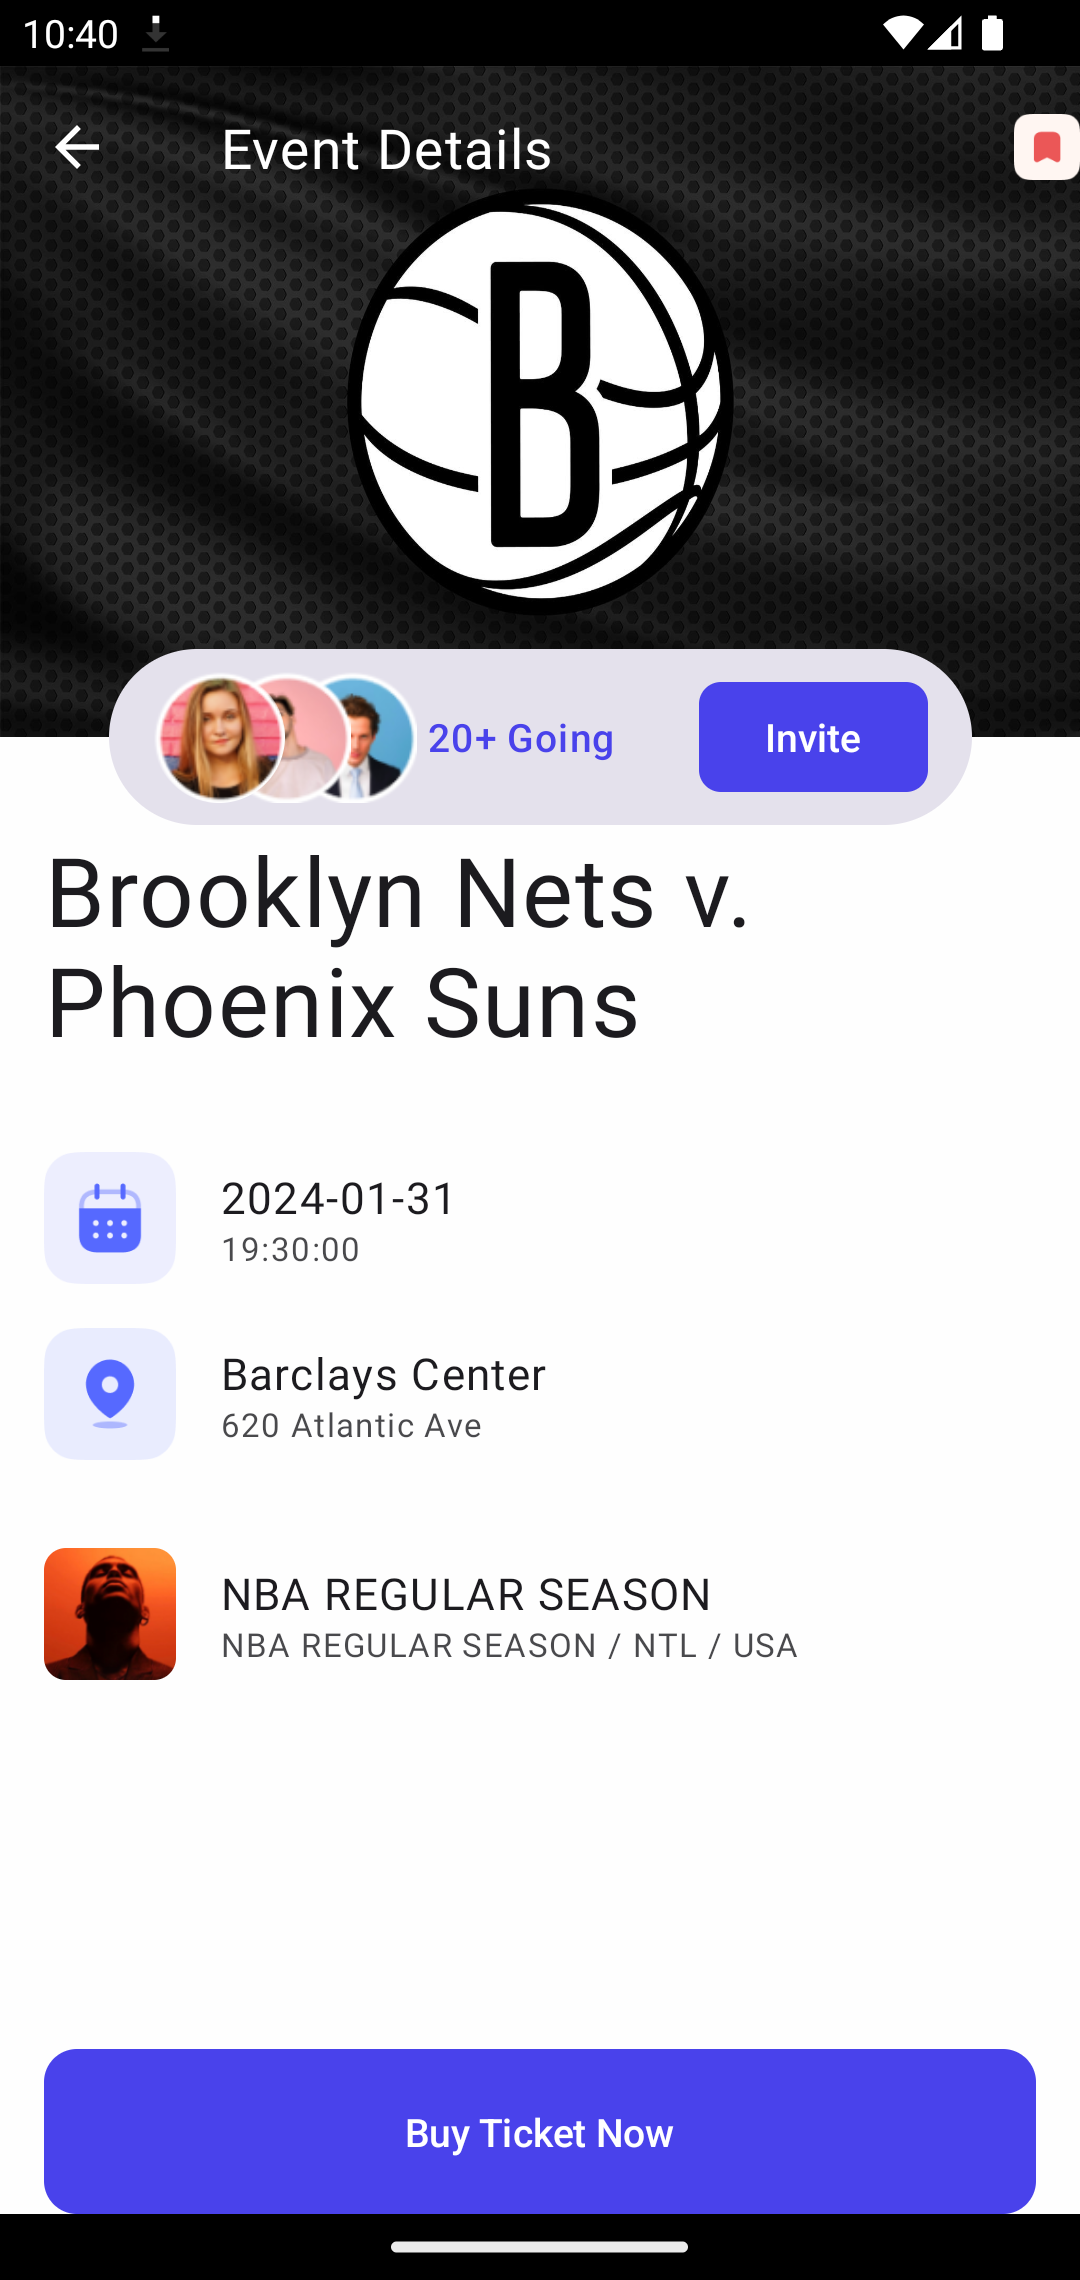 10:40
Event Details
B
20+ Going
Invite
Brooklyn Nets v.
Phoenix Suns
2024-01-31
19:30:00
Barclays Center
620 Atlantic Ave
NBA REGULAR SEASON
NBA REGULAR SEASON / NTL / USA
Buy Ticket Now